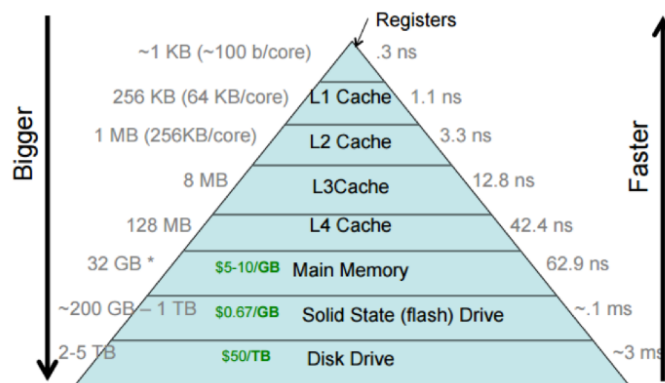 Registers
~1 KB (~100 b/core) .3 ns
256 KB (64 KB/core) L1 Cache 1.1 ns
1 MB (256KB/core) L2 Cache 3.3 ns
8 MB L3Cache 12.8 ns
128 MB L4 Cache 42.4 ns
32 GB * $5-10/GB Main Memory 62.9 ns
~200 GB – 1 TB $0.67/GB Solid State (flash) Drive ~.1 ms
2-5 TB $50/TB Disk Drive ~3 ms
Bigger
Faster